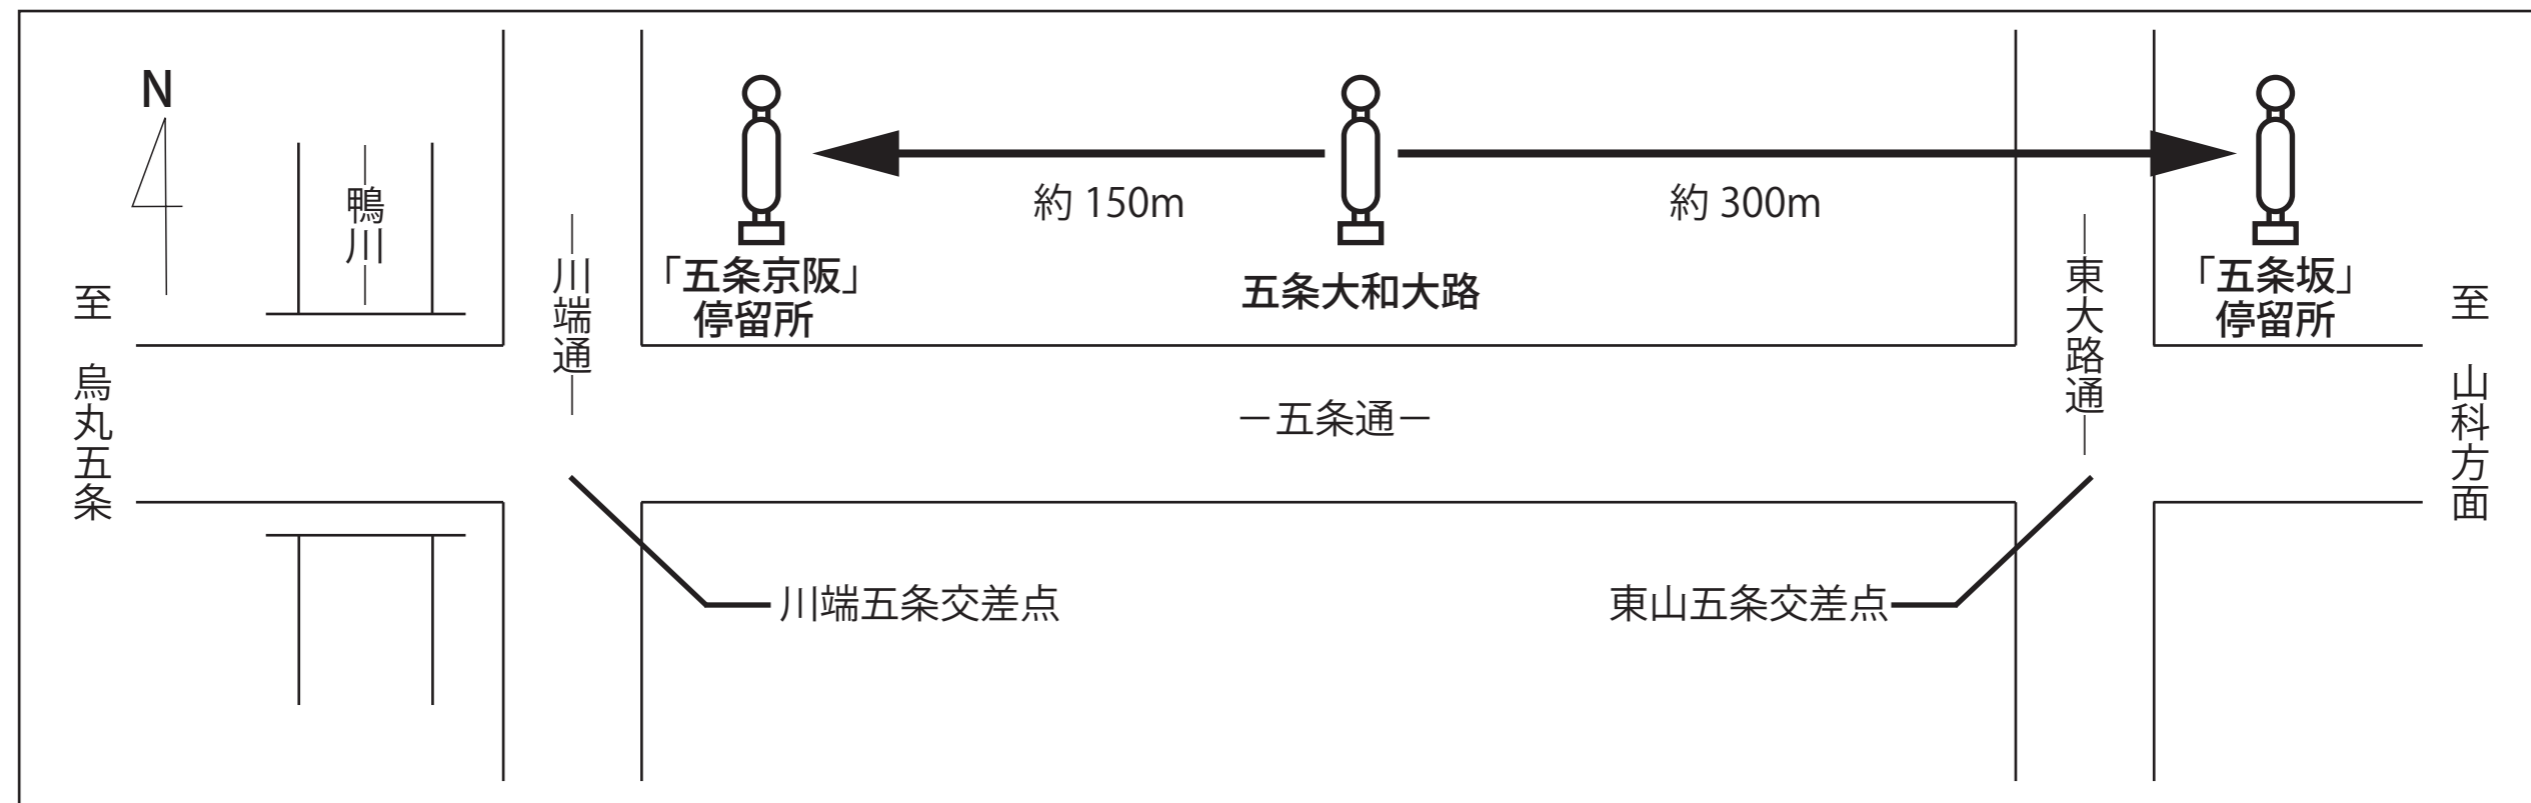 N
―鴨川―
至 烏丸五条
―川端通―
「五条京阪」
停留所
約 150m
五条大和大路
約 300m
―東大路通―
「五条坂」
停留所
至 山科方面
－五条通－
川端五条交差点
東山五条交差点